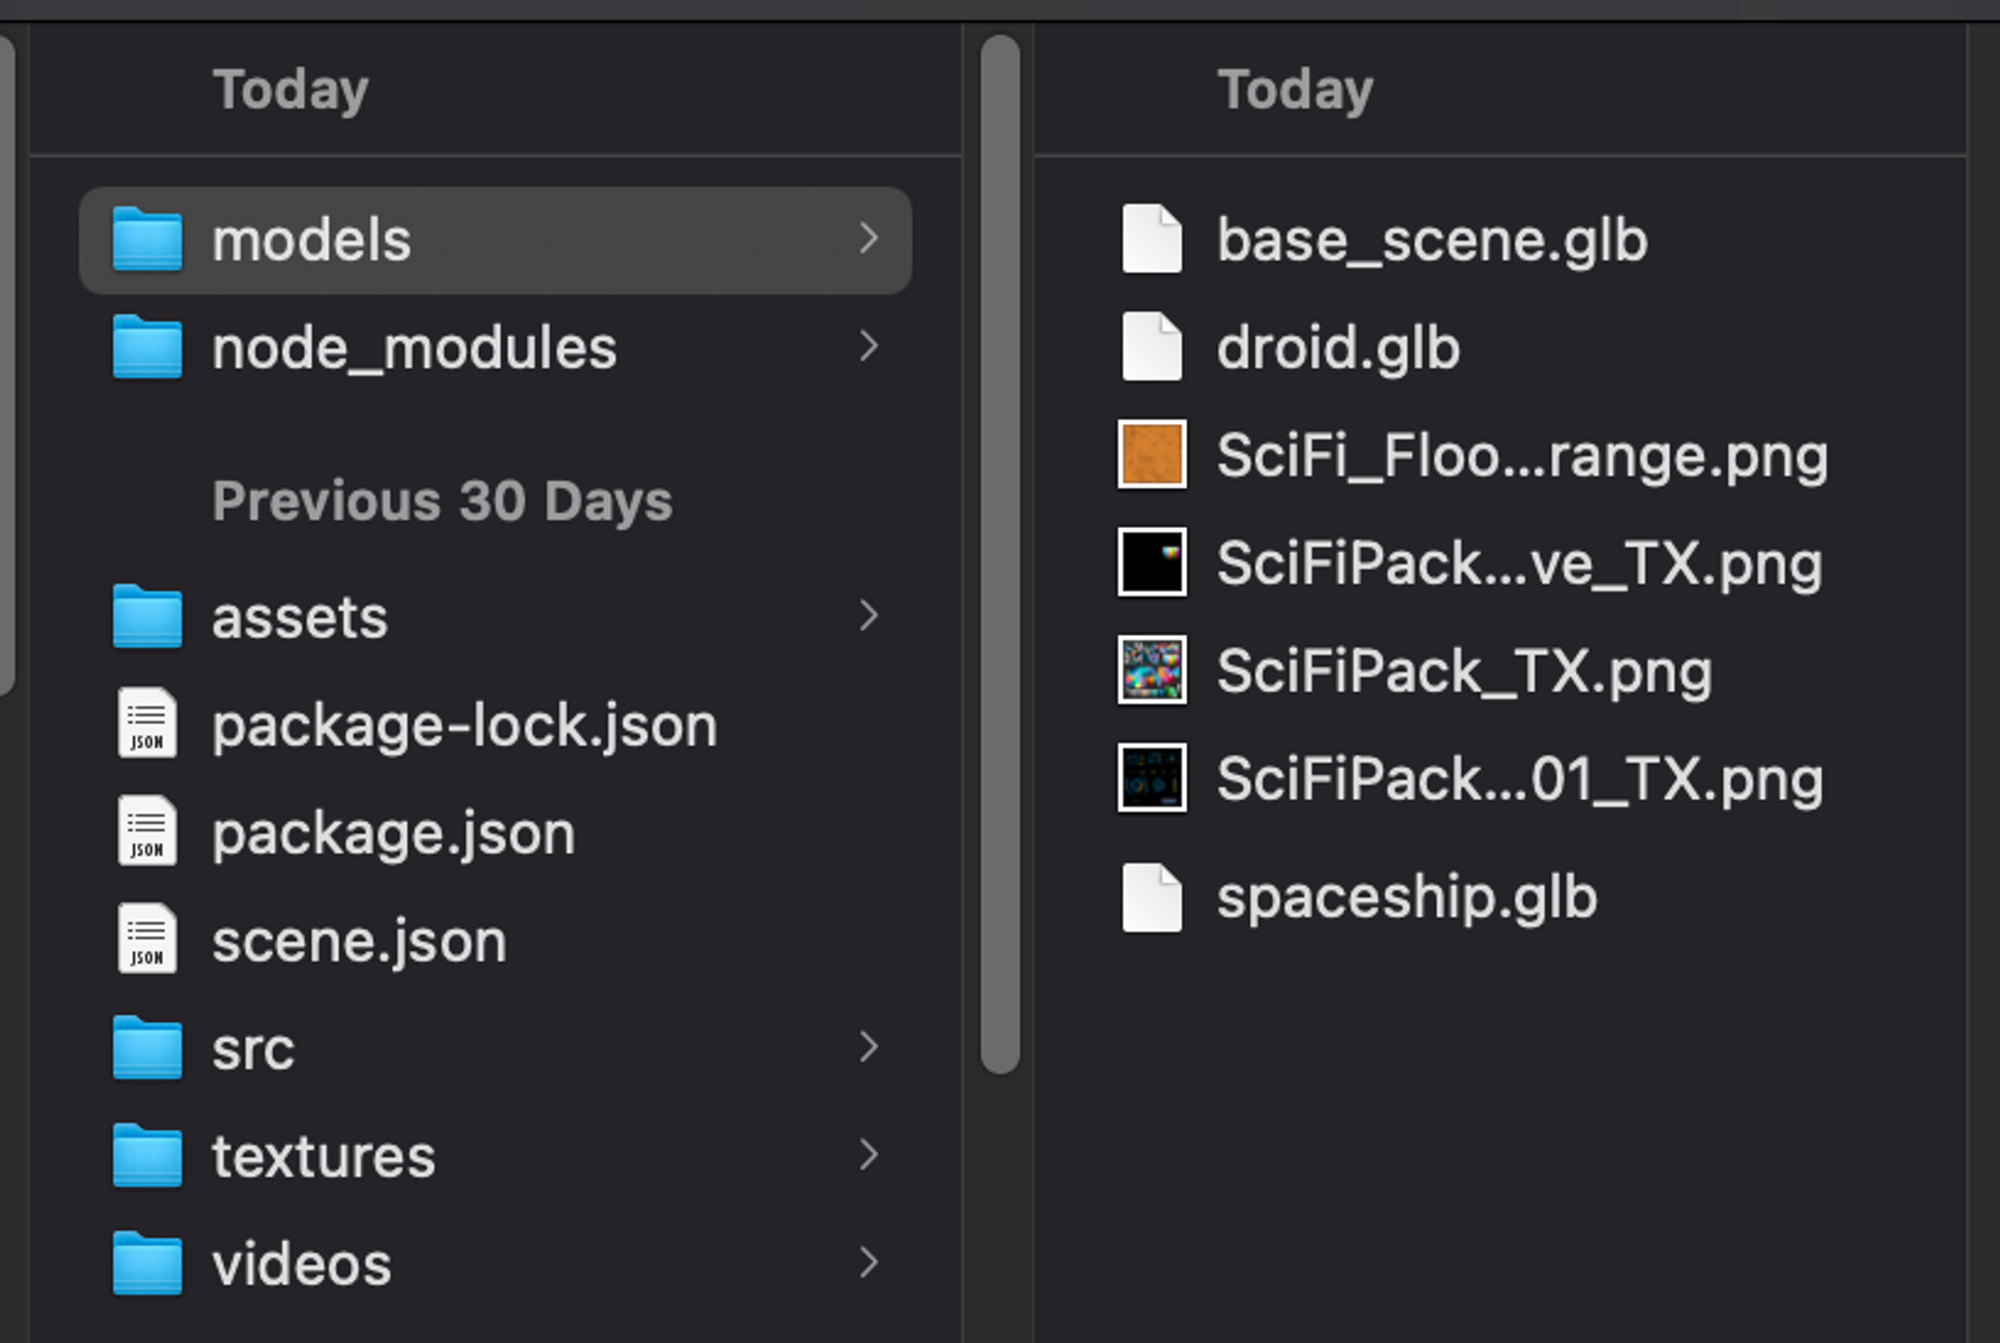 Today
models
node_modules
Previous 30 Days
assets
package-lock.json
package.json
scene.json
src
textures
videos
Today
base_scene.glb
droid.glb
SciFi_Floo...range.png
SciFiPack...ve_TX.png
SciFiPack_TX.png
SciFiPack...01_TX.png
spaceship.glb
JSON
JSON
JSON